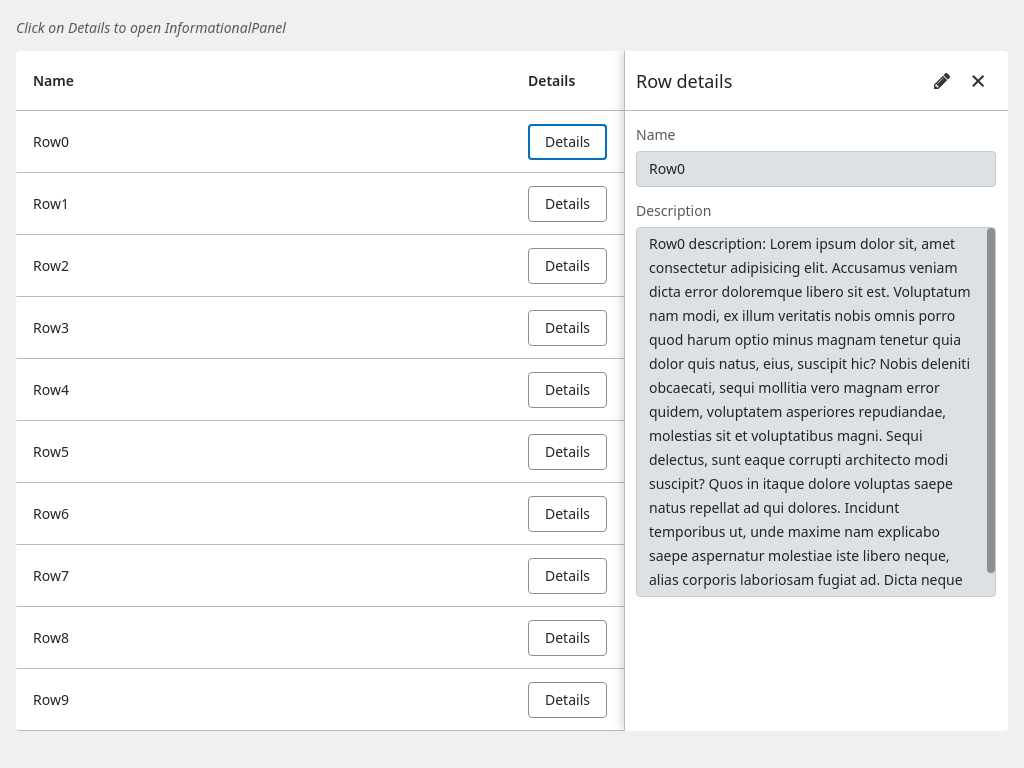 Click on Details to open InformationalPanel
Name Details
Row0 Details
Row1 Details
Row2 Details
Row3 Details
Row4 Details
Row5 Details
Row6 Details
Row7 Details
Row8 Details
Row9 Details
Row details
Name
Row0
Description
Row0 description: Lorem ipsum dolor sit, amet
consectetur adipisicing elit. Accusamus veniam
dicta error doloremque libero sit est. Voluptatum
nam modi, ex illum veritatis nobis omnis porro
quod harum optio minus magnam tenetur quia
dolor quis natus, eius, suscipit hic? Nobis deleniti
obcaecati, sequi mollitia vero magnam error
quidem, voluptatem asperiores repudiandae,
molestias sit et voluptatibus magni. Sequi
delectus, sunt eaque corrupti architecto modi
suscipit? Quos in itaque dolore voluptas saepe
natus repellat ad qui dolores. Incidunt
temporibus ut, unde maxime nam explicabo
saepe aspernatur molestiae iste libero neque,
alias corporis laboriosam fugiat ad. Dicta neque